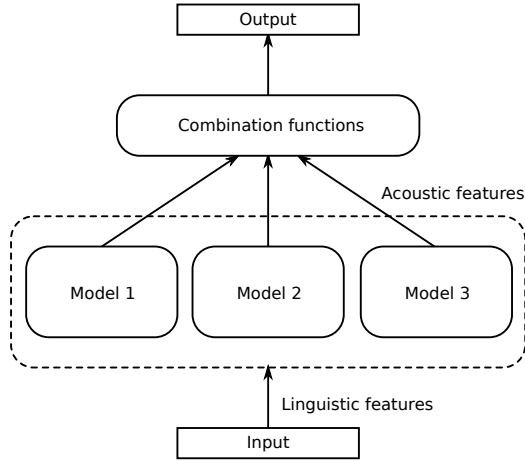 Output
Combination functions
Acoustic features
Model 1
Model 2
Model 3
Linguistic features
Input